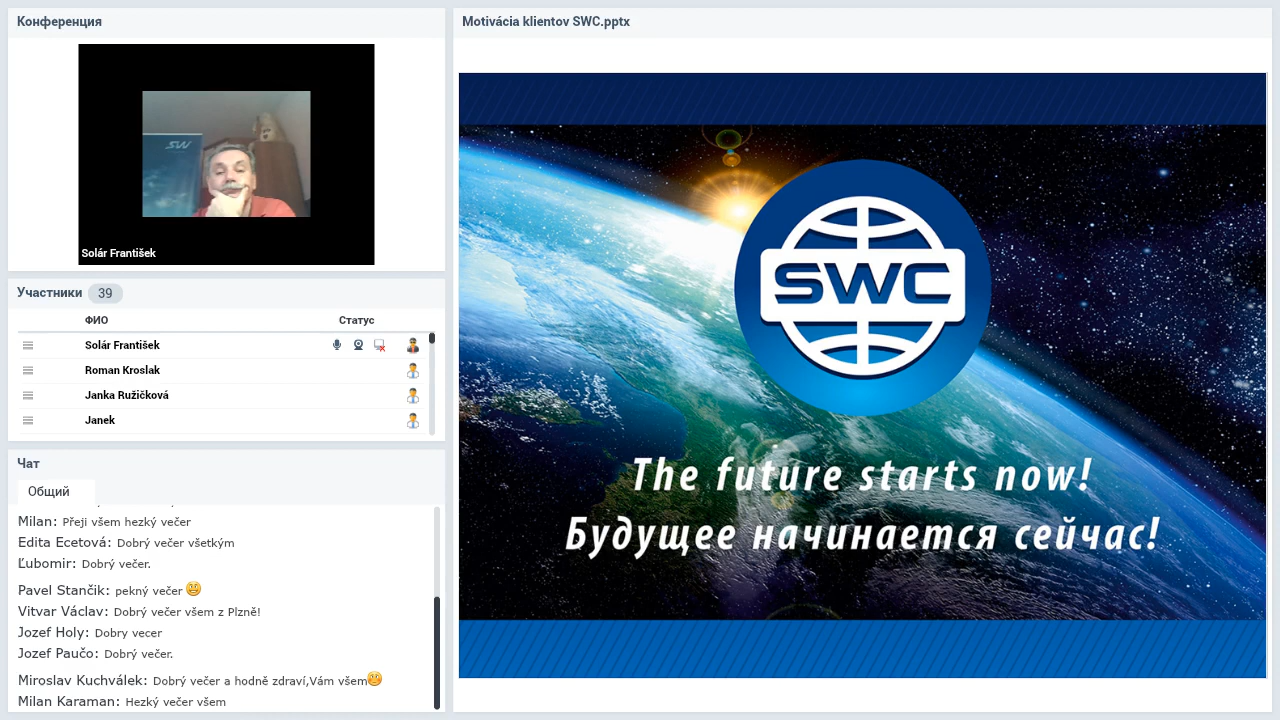 Конференция
SW
Solár František
Участники 39
ФИО Статус
Solár František
Roman Kroslak
Janka Ružičková
Janek
Чат
Общий
Milan: Přeji všem hezký večer
Edita Ecetová: Dobrý večer všetkým
Ľubomir: Dobrý večer.
Pavel Stančik: pekný večer
Vitvar Václav: Dobrý večer všem z Plzně!
Jozef Holy: Dobry vecer
Jozef Paučo: Dobrý večer.
Miroslav Kuchválek: Dobrý večer a hodně zdraví,Vám všem
Milan Karaman: Hezký večer všem
Motivácia klientov SWC.pptx
SWC
The future starts now!
Будущее начинается сейчас!